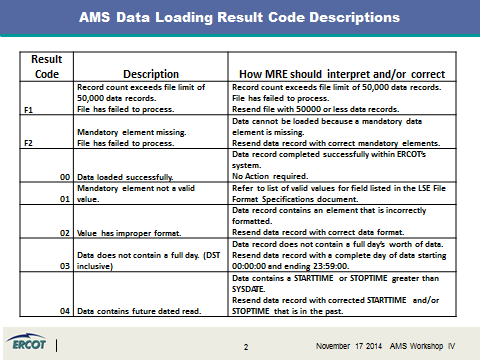 AMS Data Loading Result Code Descriptions
Result
Code
Description
How MRE should interpret and/or correct
F1
Record count exceeds file limit of
50,000 data records.
File has failed to process.
Record count exceeds file limit of 50,000 data records.
File has failed to process.
Resend file with 50000 or less data records.
F2
Mandatory element missing.
File has failed to process.
Data cannot be loaded because a mandatory data
element is missing.
Resend data record with correct mandatory elements.
00
Data loaded successfully.
Data record completed successfully within ERCOT's
system.
No Action required.
01
Mandatory element not a valid
value.
Refer to list of valid values for field listed in the LSE File
Format Specifications document.
02
Value has improper format.
Data record contains an element that is incorrectly
formatted.
Resend data record with correct data format.
03
Data does not contain a full day. (DST
inclusive)
Data record does not contain a full day's worth of data.
Resend data record with a complete day of data starting
00:00:00 and ending 23:59:00.
04
Data contains future dated read.
Data contains a STARTTIME or STOPTIME greater than
SYSDATE.
Resend data record with corrected STARTTIME and/or
STOPTIME that is in the past.
ERCOT
2
November 17 2014 AMS Workshop IV